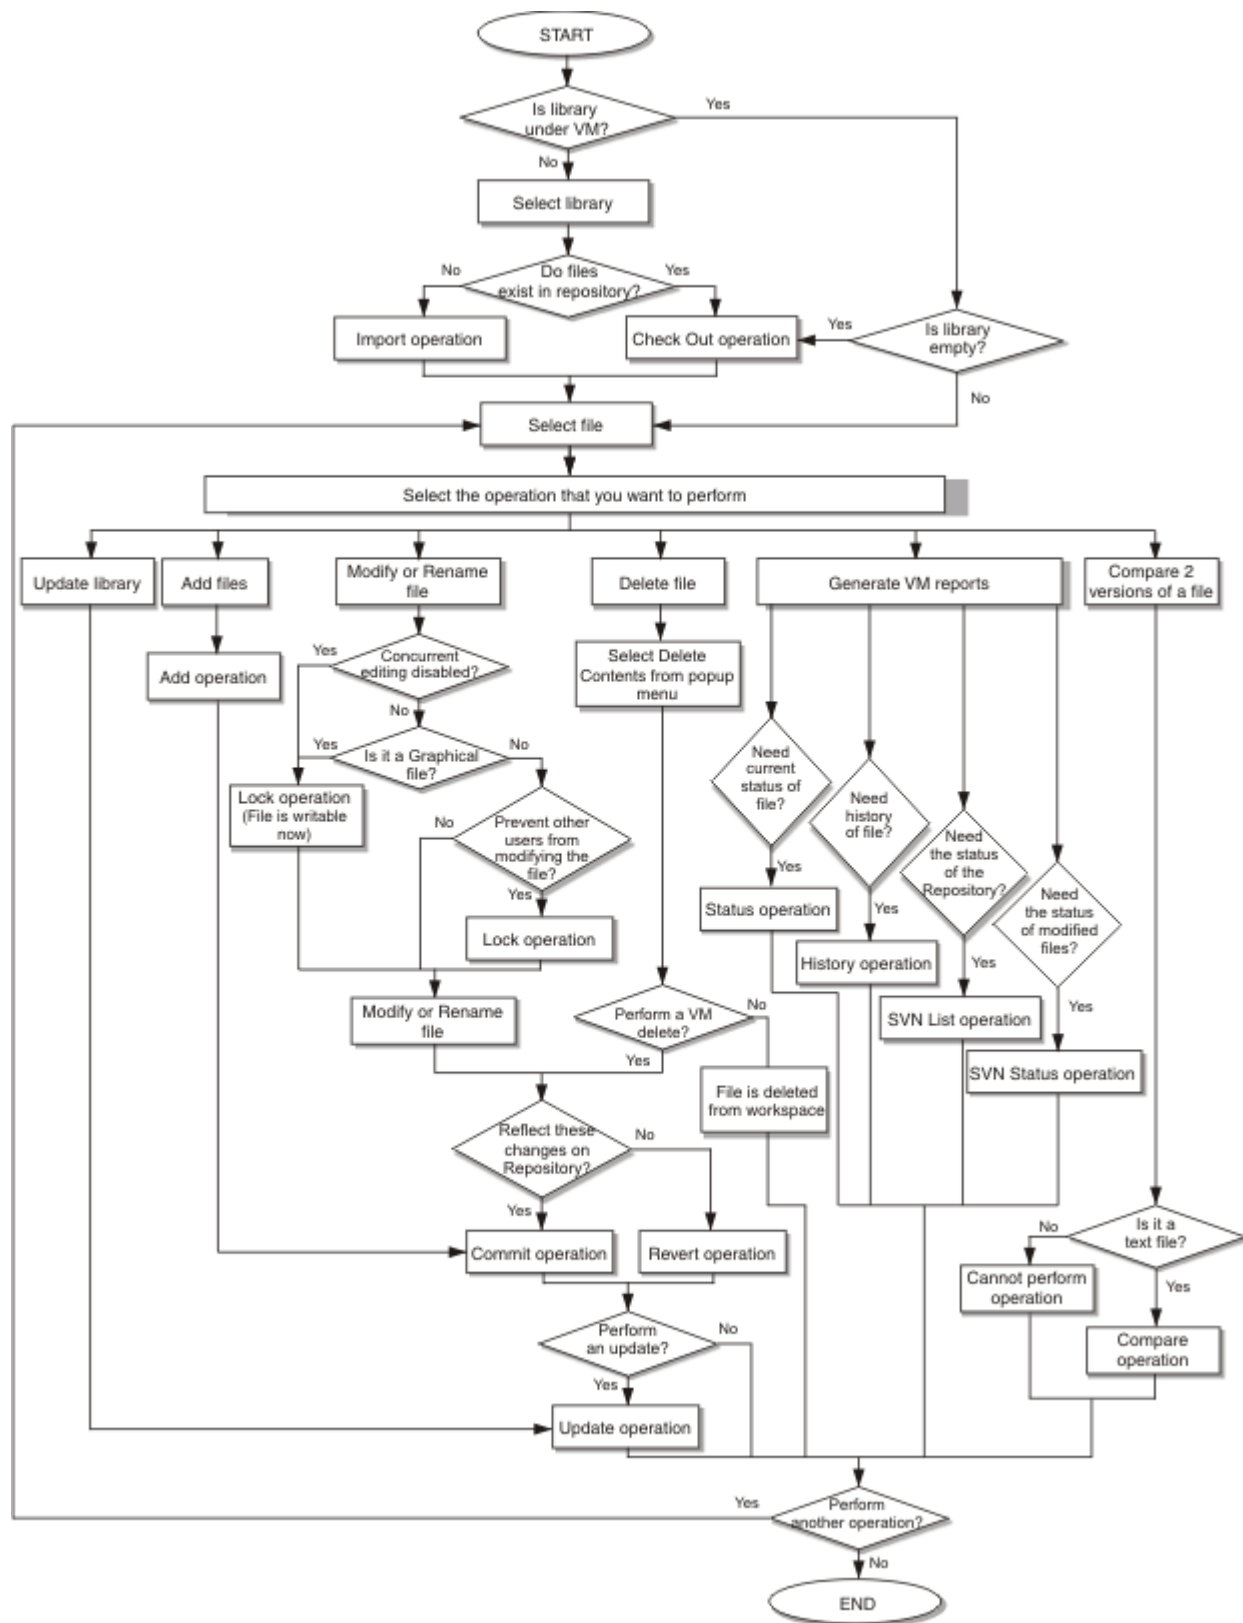 START
Is library
under VM?
Yes
No
Select library
Do files
exist in repository?
No
Yes
Import operation
Check Out operation
Yes
Is library
empty?
No
Select file
Select the operation that you want to perform
Update library
Add files
Modify or Rename
file
Delete file
Generate VM reports
Compare 2
versions of a file
Add operation
Yes
Concurrent
editing disabled?
No
Select Delete
Contents from popup
menu
Yes
Is it a Graphical
file?
No
Lock operation
(File is writable
now)
No
Prevent other
users from
modifying the
file?
Yes
Lock operation
Modify or Rename
file
Need
current
status of
file?
Yes
Status operation
Need
history
of file?
Yes
History operation
Need
the status
of the
Repository?
Yes
SVN List operation
Need
the status
of modified
files?
Yes
SVN Status operation
Perform a VM
delete?
No
Yes
File is deleted
from workspace
Reflect these
changes on
Repository?
No
Yes
Commit operation
Revert operation
Is it a
text file?
No
Yes
Cannot perform
operation
Compare
operation
Perform
an update?
No
Yes
Update operation
Perform
another operation?
Yes
No
END